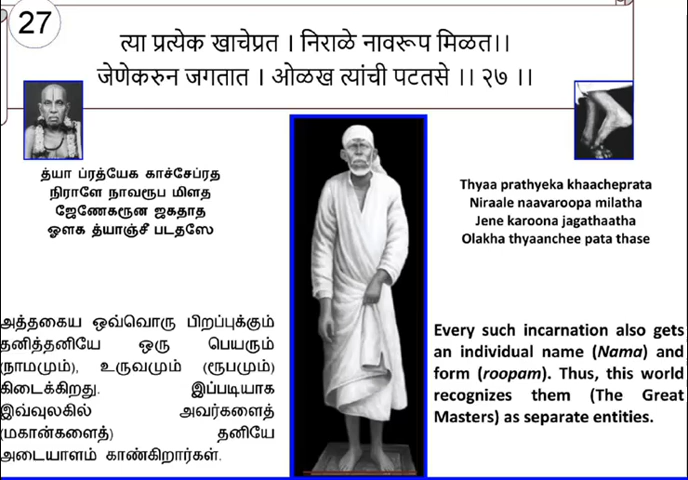 27
त्या प्रत्येक खाचेप्रत । निराळे नावरूप मिळत।।
जेणेकरुन जगतात । ओळख त्यांची पटतसे ।। २७ ।।
த்யா ப்ரத்யேக காச்சேப்ரத
நிராளே நாவரூப மிளத
ஜேணேகரூன ஜகதாத
ஓளக த்யாஞ்சீ படதஸே
Thyaa prathyeka khaacheprata
Niraale naavaroopa milatha
Jene karoona jagathaatha
Olakha thyaanchee pata thase
அத்தகைய ஒவ்வொரு பிறப்புக்கும்
தனித்தனியே ஒரு பெயரும்
(நாமமும்), உருவமும் (ரூபமும்)
கிடைக்கிறது. இப்படியாக
இவ்வுலகில் அவர்களைத்
(மகான்களைத்) தனியே
அடையாளம் காண்கிறார்கள்.
Every such incarnation also gets
an individual name (Nama) and
form (roopam). Thus, this world
recognizes them (The Great
Masters) as separate entities.